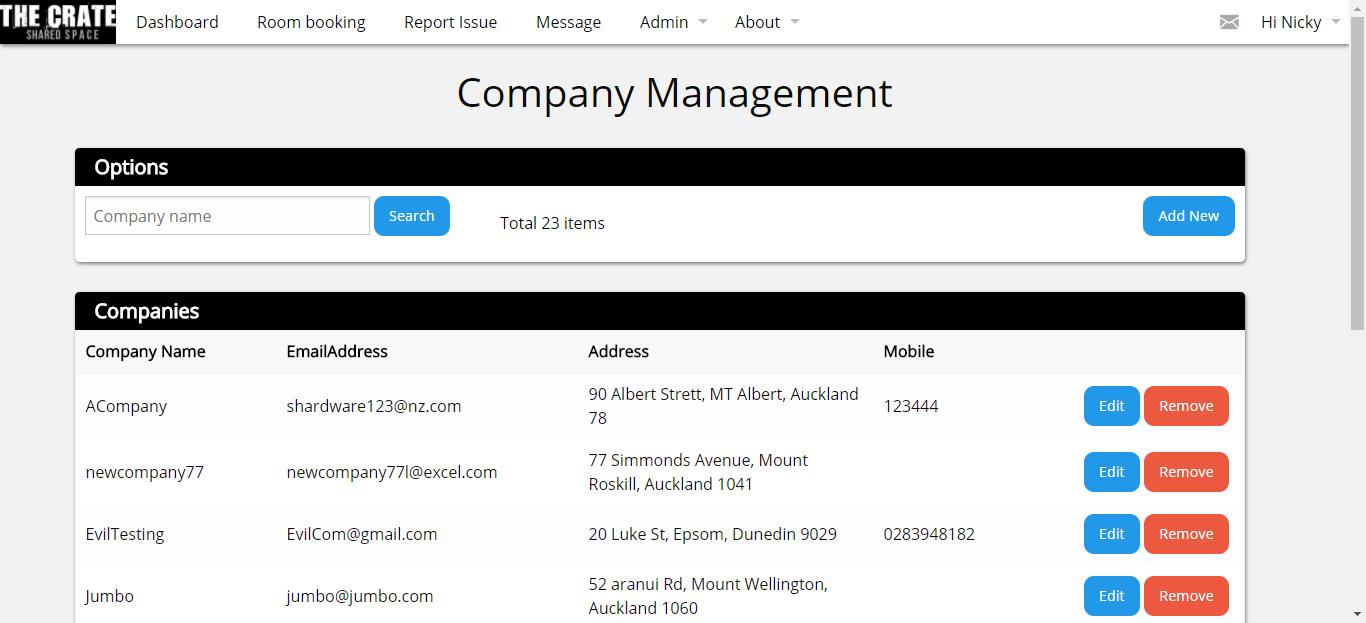 THE CRATE
SHARED SPACE
Dashboard Room booking Report Issue Message Admin About Hi Nicky
Company Management
Options
Company name Search Total 23 items Add New
Companies
Company Name EmailAddress Address Mobile
ACompany shardware123@nz.com 90 Albert Strett, MT Albert, Auckland 123444 Edit Remove
78
newcompany77 newcompany77l@excel.com 77 Simmonds Avenue, Mount Edit Remove
Roskill, Auckland 1041
EvilTesting EvilCom@gmail.com 20 Luke St, Epsom, Dunedin 9029 0283948182 Edit Remove
Jumbo jumbo@jumbo.com 52 aranui Rd, Mount Wellington, Edit Remove
Auckland 1060